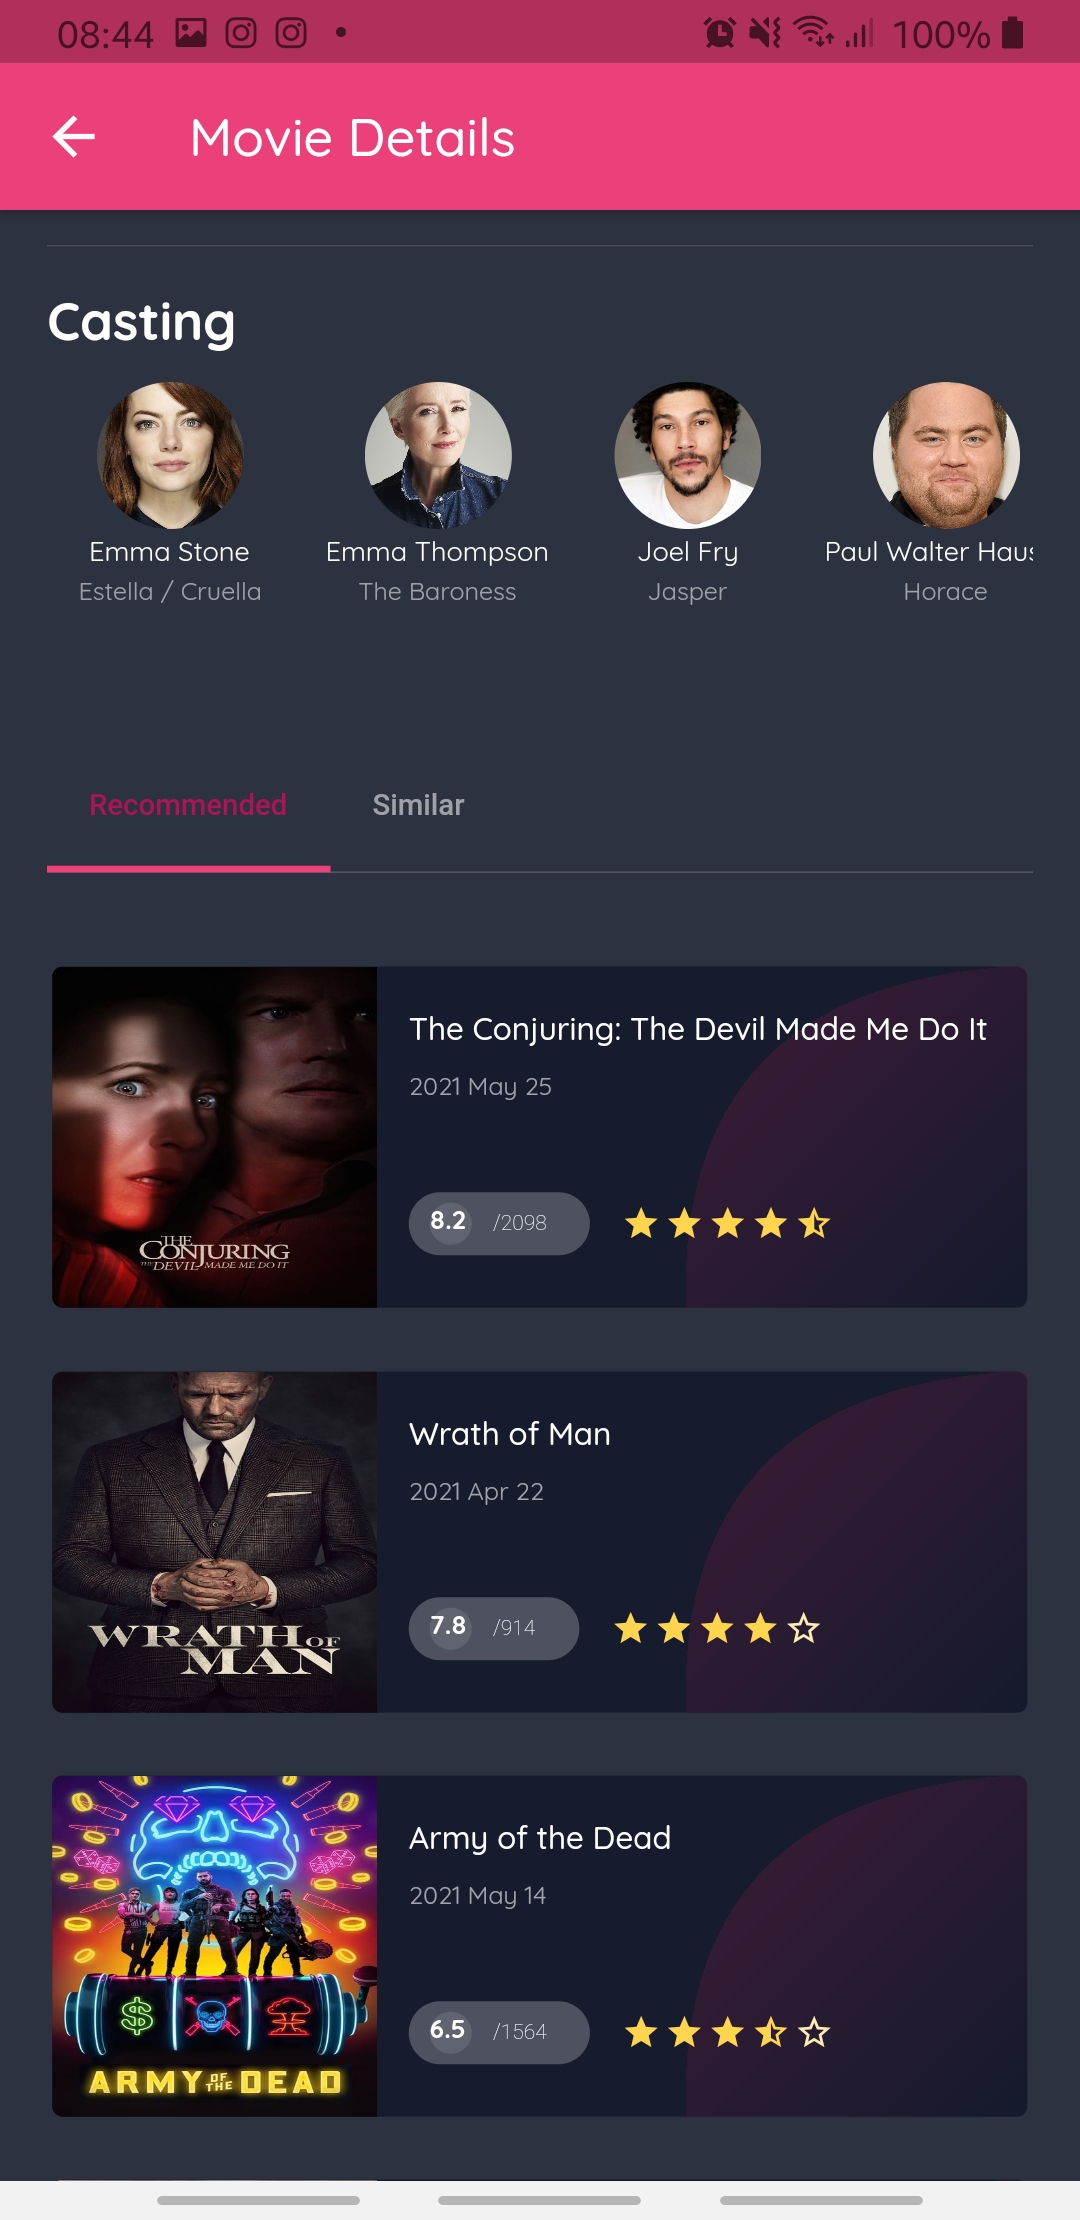 08:44
100%
Movie Details
Casting
Emma Stone
Emma Thompson
Joel Fry
Paul Walter Haus
Estella / Cruella
The Baroness
Jasper
Horace
Recommended
Similar
The Conjuring: The Devil Made Me Do It
2021 May 25
8.2 /2098
THE
CONJURING
THE DEVIL MADE ME DO IT
Wrath of Man
2021 Apr 22
7.8 /914
WRATH OF
MAN
Army of the Dead
2021 May 14
6.5 /1564
$
ARMY OF THE DEAD